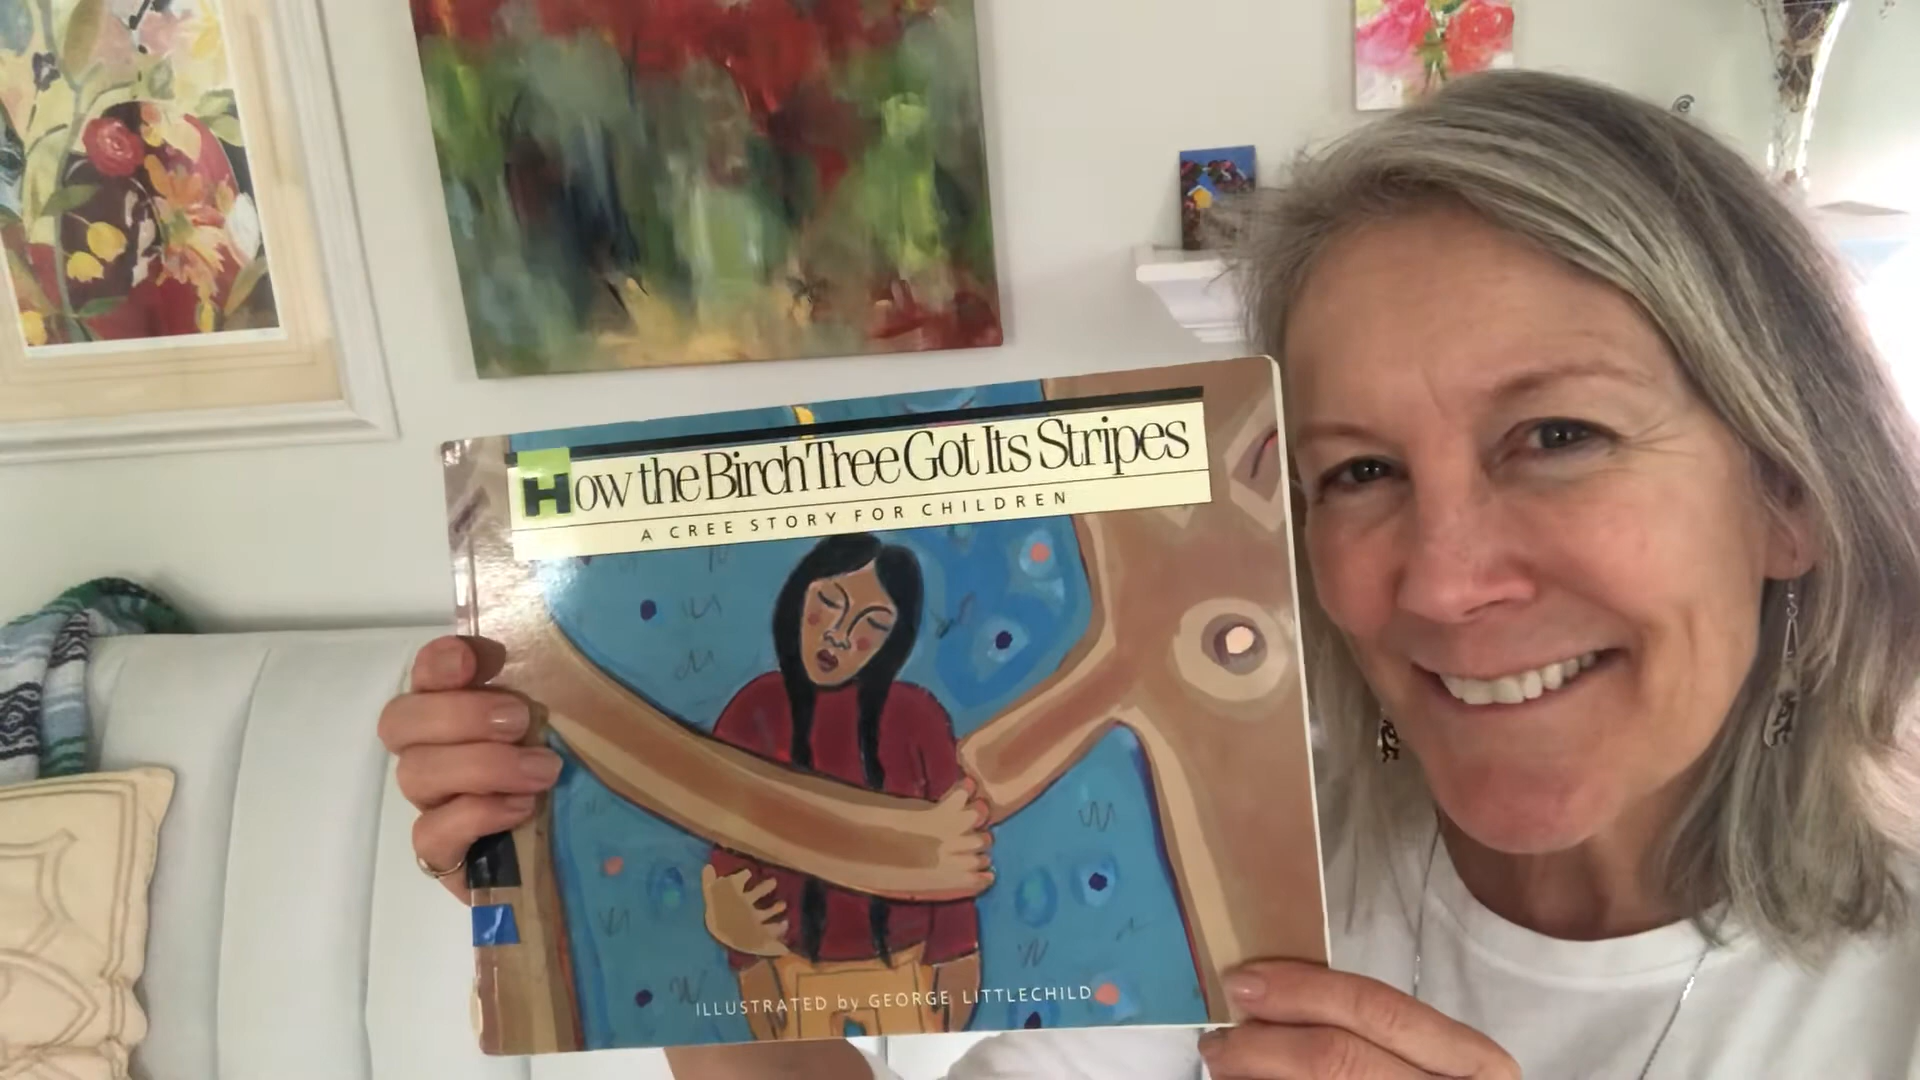 How the Birch Tree Got Its Stripes
A CREE STORY FOR CHILDREN
ILLUSTRATED by GEORGE LITTLECHILD